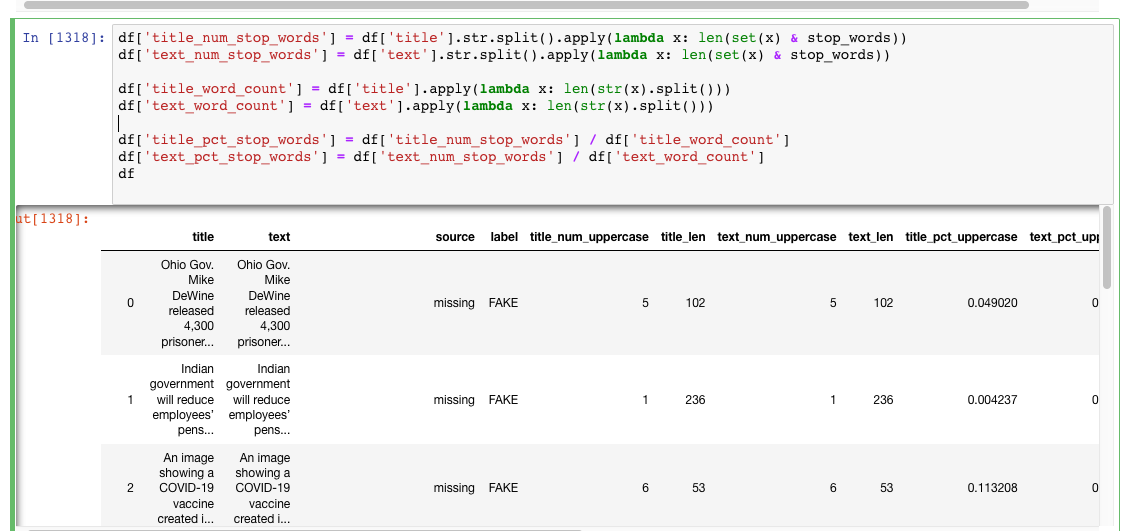 In [1318]:
df['title_num_stop_words'] = df['title'].str.split().apply(lambda x: len(set(x) & stop_words))
df['text_num_stop_words'] = df['text'].str.split().apply(lambda x: len(set(x) & stop_words))
df['title_word_count'] = df['title'].apply(lambda x: len(str(x).split()))
df['text_word_count'] = df['text'].apply(lambda x: len(str(x).split()))
df['title_pct_stop_words'] = df['title_num_stop_words'] / df['title_word_count']
df['text_pct_stop_words'] = df['text_num_stop_words'] / df['text_word_count']
df
ut[1318]:
title text source label title_num_uppercase title_len text_num_uppercase text_len title_pct_uppercase text_pct_upp
Ohio Gov. Ohio Gov.
Mike Mike
DeWine DeWine
0 released released missing FAKE 5 102 5 102 0.049020 0
4,300 4,300
prisoner... prisoner...
Indian Indian
government government
1 will reduce will reduce missing FAKE 1 236 1 236 0.004237 0
employees’ employees’
pens... pens...
An image An image
showing a showing a
2 COVID-19 COVID-19 missing FAKE 6 53 6 53 0.113208 0
vaccine vaccine
created i... created i...